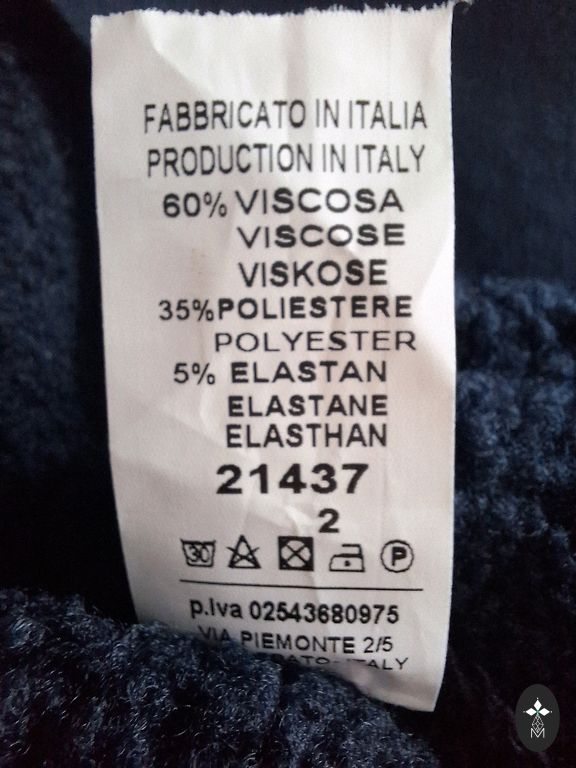 FABBRICATO IN ITALIA
PRODUCTION IN ITALY
60% VISCOSA
VISCOSE
VISKOSE
35% POLIESTERE
POLYESTER
5% ELASTAN
ELASTANE
ELASTHAN
21437
2
30 P
p.Iva 02543680975
VIA PIEMONTE 2/5
ITALY
M